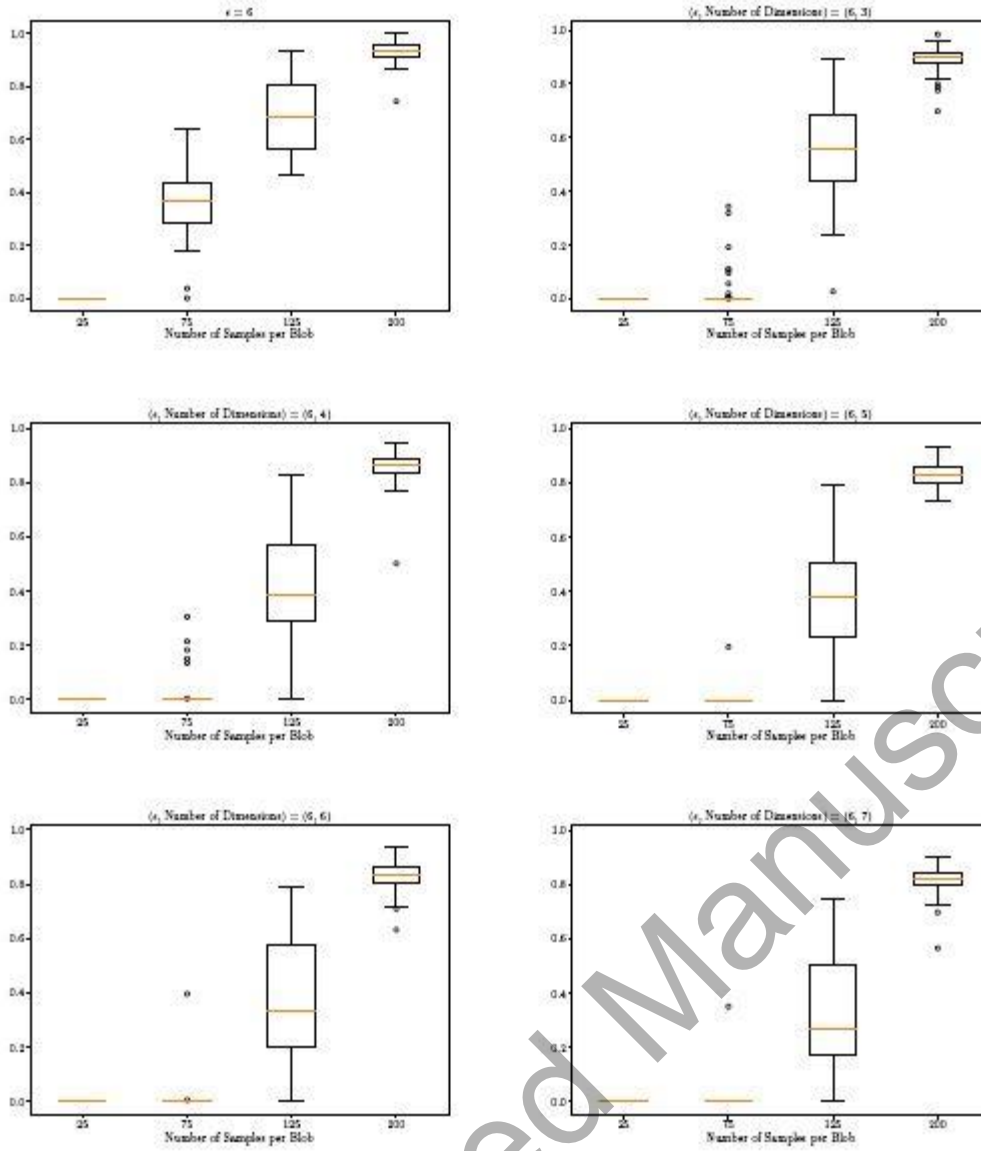 ϵ = 6
1.0
0.8
0.6
0.4
0.2
0.0
25 75 125 200
Number of Samples per Blob
(ϵ, Number of Dimensions) = (6, 3)
1.0
0.8
0.6
0.4
0.2
0.0
25 75 125 200
Number of Samples per Blob
(ϵ, Number of Dimensions) = (6, 4)
1.0
0.8
0.6
0.4
0.2
0.0
25 75 125 200
Number of Samples per Blob
(ϵ, Number of Dimensions) = (6, 5)
1.0
0.8
0.6
0.4
0.2
0.0
25 75 125 200
Number of Samples per Blob
(ϵ, Number of Dimensions) = (6, 6)
1.0
0.8
0.6
0.4
0.2
0.0
25 75 125 200
Number of Samples per Blob
(ϵ, Number of Dimensions) = (6, 7)
1.0
0.8
0.6
0.4
0.2
0.0
25 75 125 200
Number of Samples per Blob
ed Manusc